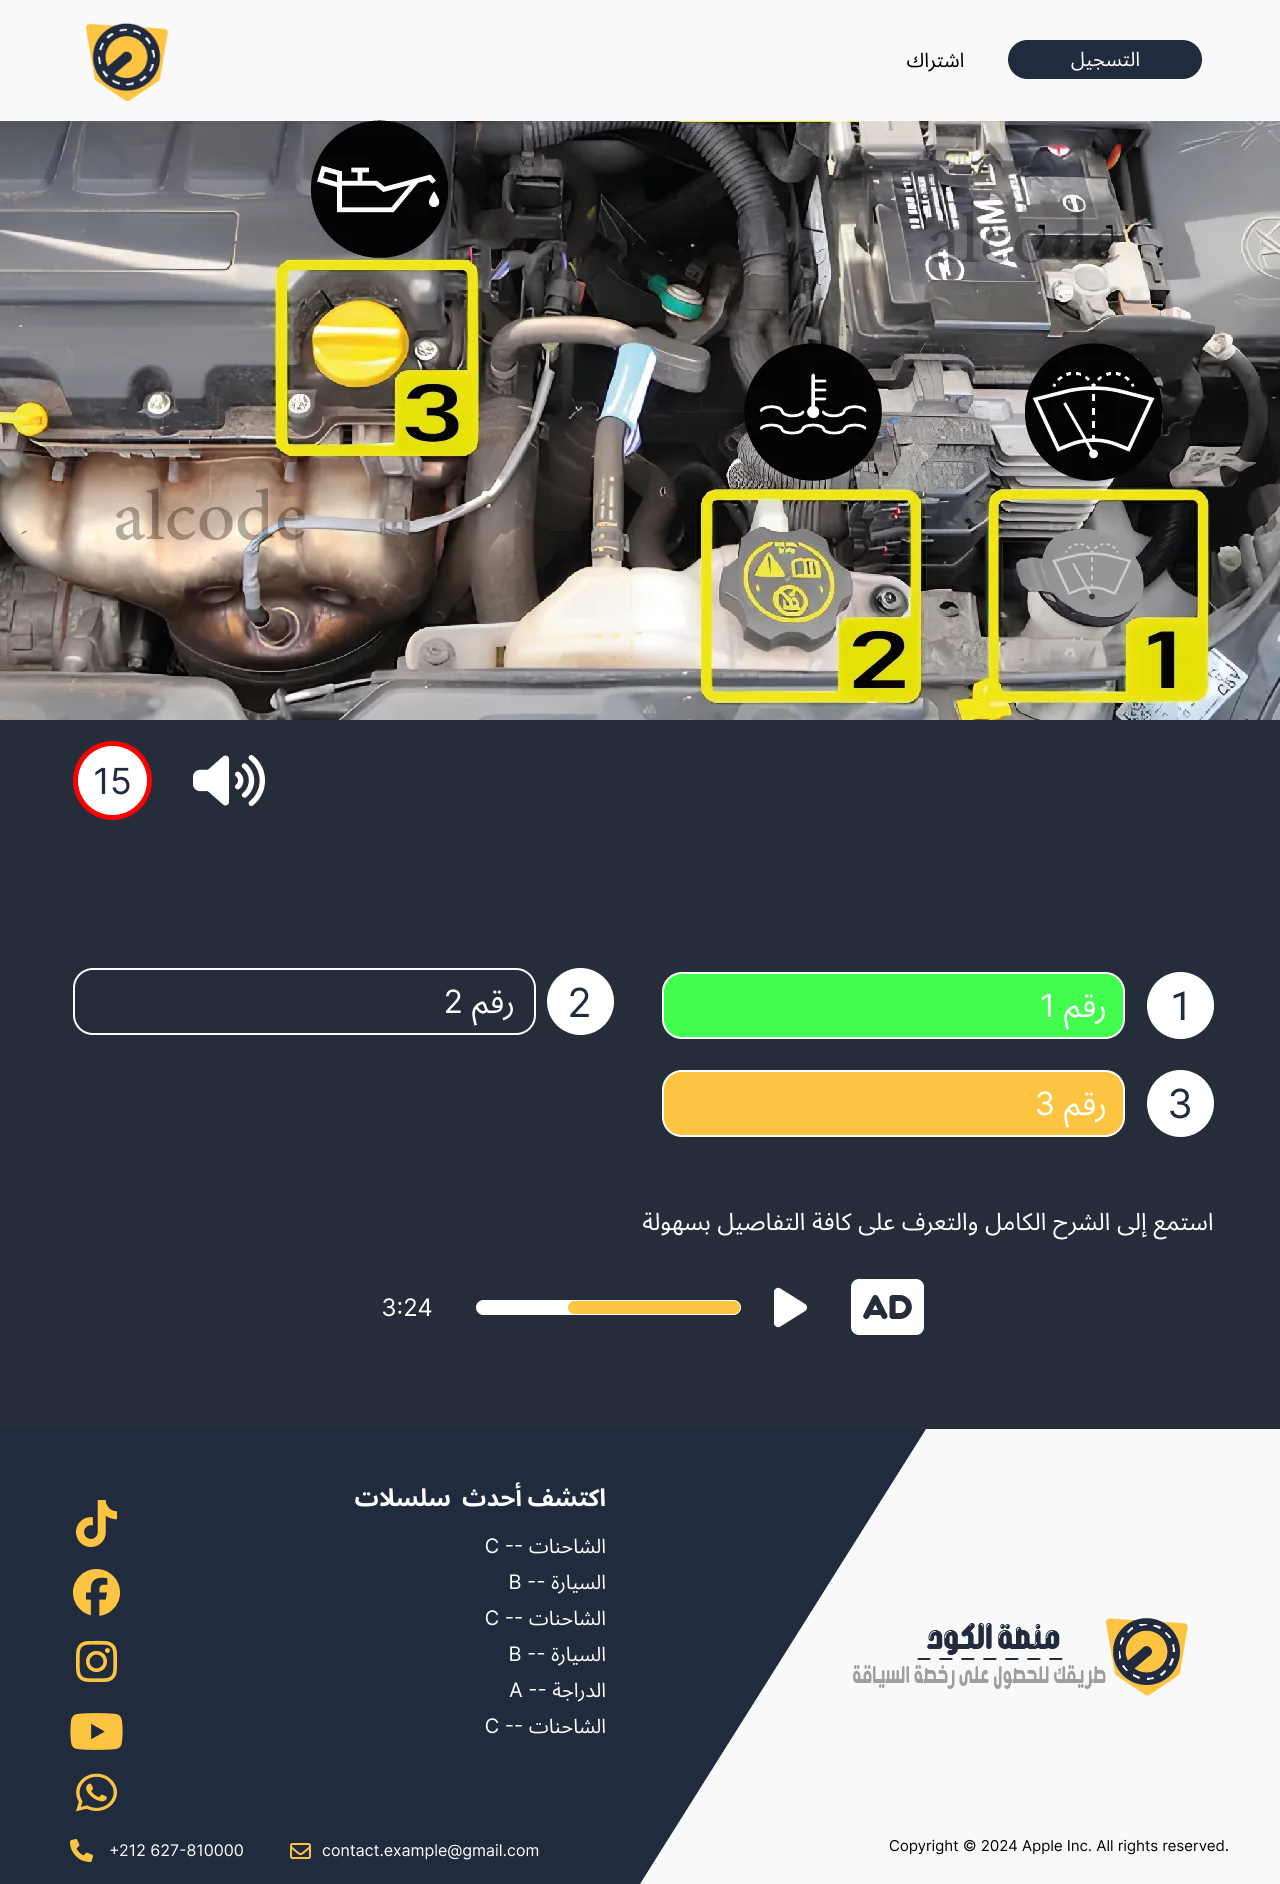 التسجيل
اشتراك
AGM
alcode
3
alcode
2
1
15
1
رقم 1
2
رقم 2
3
رقم 3
استمع إلى الشرح الكامل والتعرف على كافة التفاصيل بسهولة
AD
3:24
اكتشف أحدث سلسلات
الشاحنات -- C
السيارة -- B
الشاحنات -- C
السيارة -- B
الدراجة -- A
الشاحنات -- C
منصة الكود
طريقك للحصول على رخصة السياقة
+212 627-810000
contact.example@gmail.com
Copyright © 2024 Apple Inc. All rights reserved.